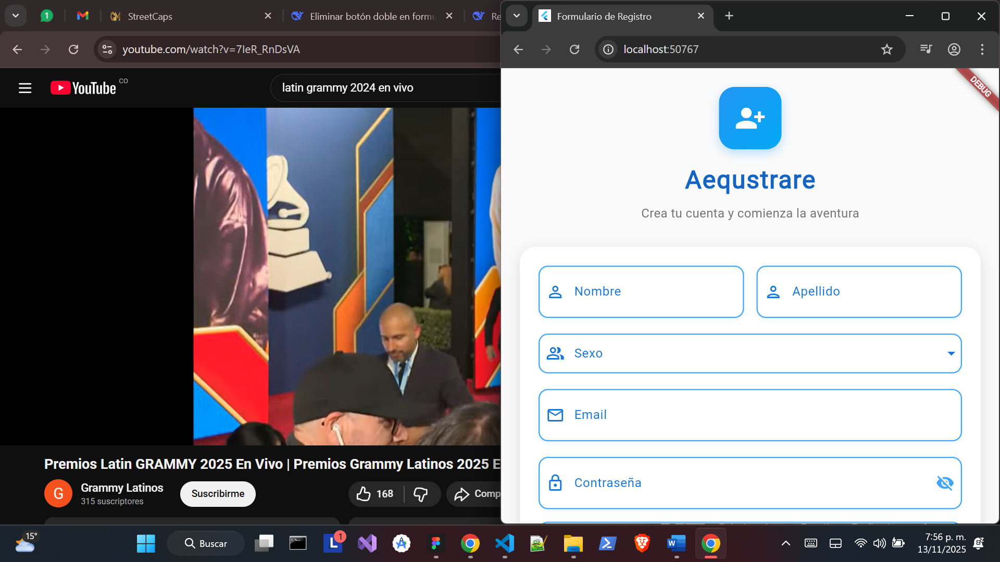 1
StreetCaps
Eliminar botón doble en formu
Re
youtube.com/watch?v=7IeR_RnDsVA
YouTube CO
latin grammy 2024 en vivo
Premios Latin GRAMMY 2025 En Vivo | Premios Grammy Latinos 2025 E
G
Grammy Latinos
315 suscriptores
Suscribirme
168
Comp
Formulario de Registro
localhost:50767
DEBUG
Aequstrare
Crea tu cuenta y comienza la aventura
Nombre
Apellido
Sexo
Email
Contraseña
15°
Buscar
L
1
W
7:56 p. m.
13/11/2025